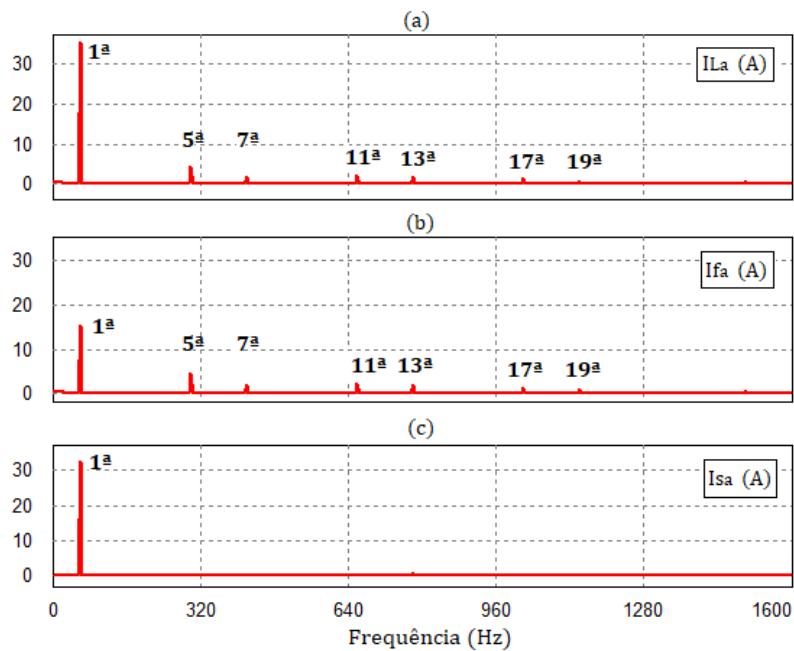 (a)
30
20
10
0
1ª
5ª
7ª
11ª
13ª
17ª
19ª
ILa (A)
(b)
30
20
10
0
1ª
5ª
7ª
11ª
13ª
17ª
19ª
Ifa (A)
(c)
30
20
10
0
1ª
Isa (A)
0 320 640 960 1280 1600
Frequência (Hz)